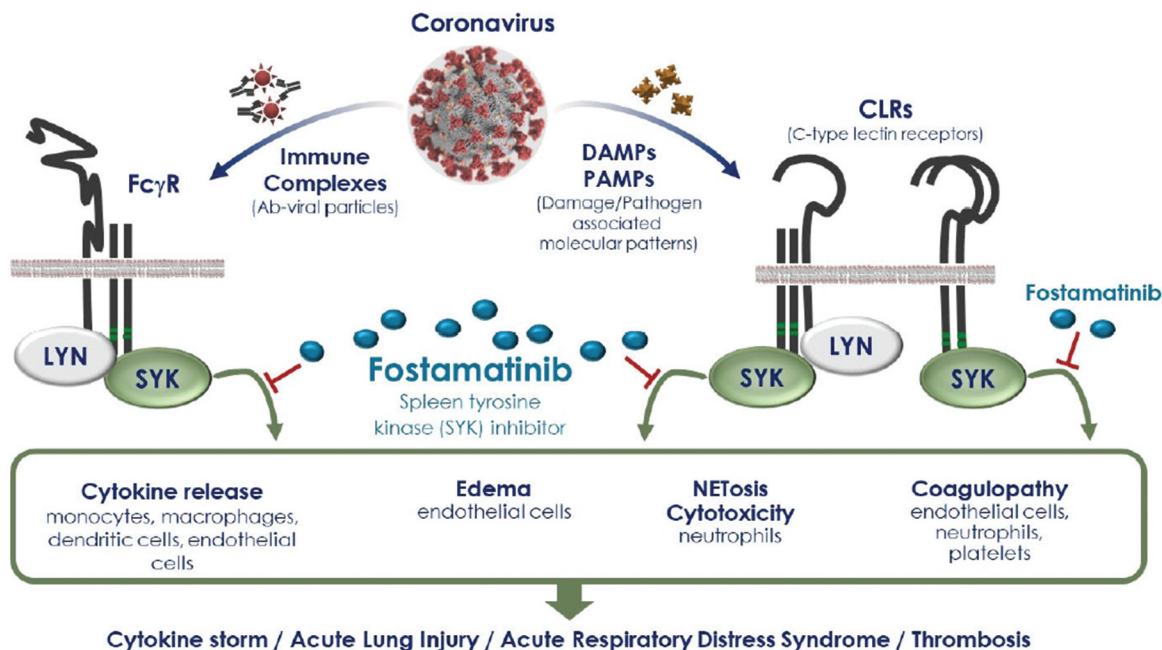 Coronavirus
CLRs
(C-type lectin receptors)
FcγR
Immune
Complexes
(Ab-viral particles)
DAMPs
PAMPs
(Damage/Pathogen
associated
molecular patterns)
Fostamatinib
LYN
SYK
Fostamatinib
Spleen tyrosine
kinase (SYK) inhibitor
SYK
LYN
SYK
Cytokine release
monocytes, macrophages,
dendritic cells, endothelial
cells
Edema
endothelial cells
NETosis
Cytotoxicity
neutrophils
Coagulopathy
endothelial cells,
neutrophils,
platelets
Cytokine storm / Acute Lung Injury / Acute Respiratory Distress Syndrome / Thrombosis